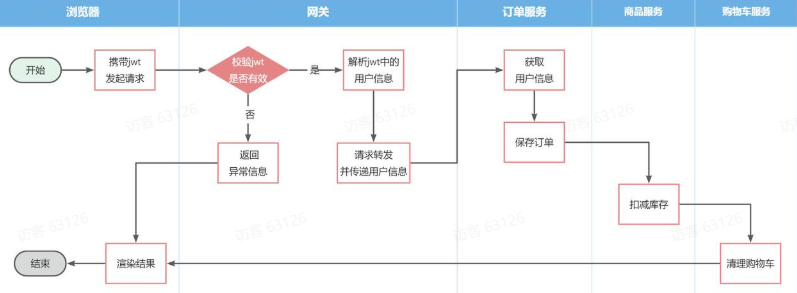 浏览器
网关
订单服务
商品服务
购物车服务
开始
携带jwt
发起请求
校验jwt
是否有效
是
解析jwt中的
用户信息
获取
用户信息
否
返回
异常信息
请求转发
并传递用户信息
保存订单
扣减库存
结束
渲染结果
清理购物车
访客 63126
访客 63126
访客 63126
访客 63126
访客 63126
访客 63126
访客 63126